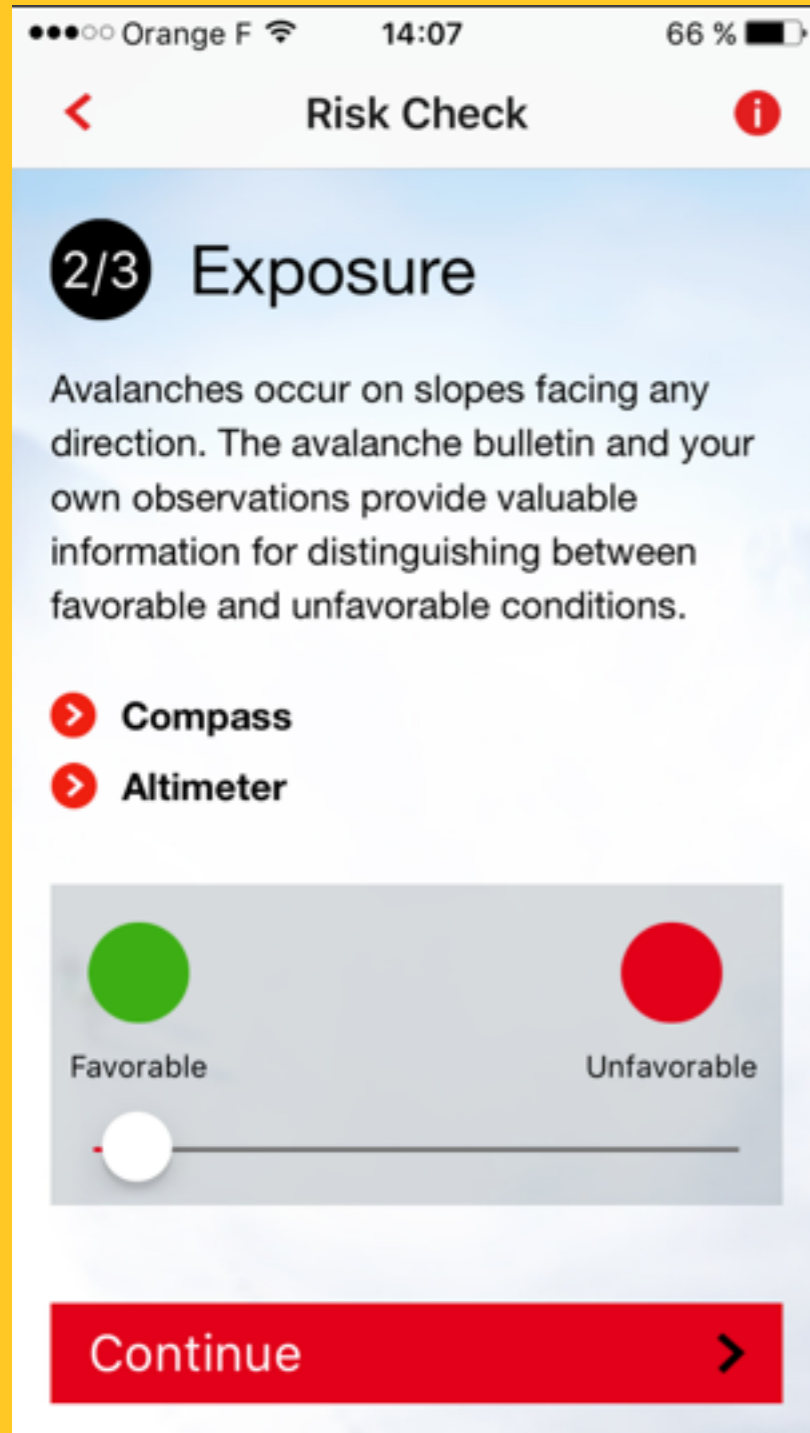 Orange F 14:07 66 %
Risk Check
2/3 Exposure
Avalanches occur on slopes facing any
direction. The avalanche bulletin and your
own observations provide valuable
information for distinguishing between
favorable and unfavorable conditions.
Compass
Altimeter
Favorable Unfavorable
Continue